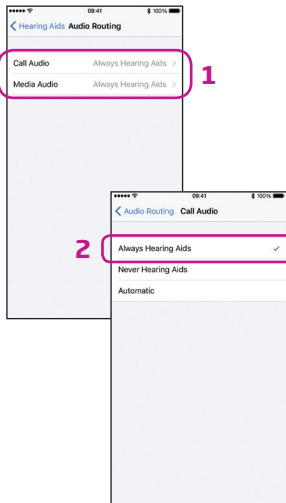 09:41 100%
Hearing Aids Audio Routing
Call Audio Always Hearing Aids
Media Audio Always Hearing Aids
1
09:41 100%
Audio Routing Call Audio
2
Always Hearing Aids
Never Hearing Aids
Automatic